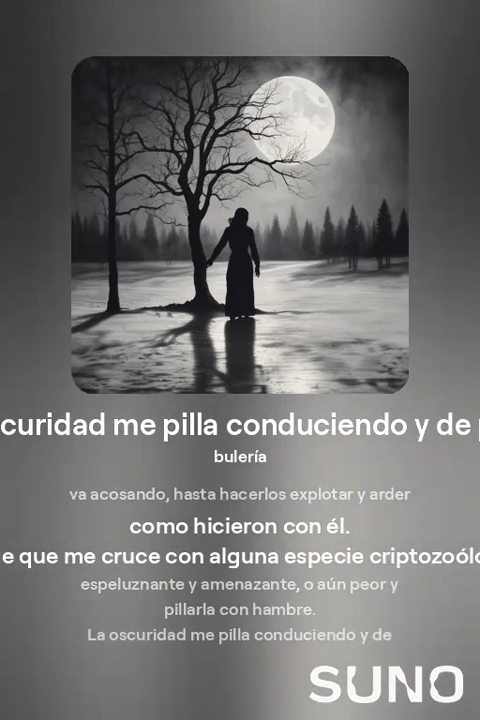 curidad me pilla conduciendo y de
bulería
va acosando, hasta hacerlos explotar y arder
como hicieron con él.
e que me cruce con alguna especie criptozoólo
espeluznante y amenazante, o aún peor y
pillarla con hambre.
La oscuridad me pilla conduciendo y de
SUNO